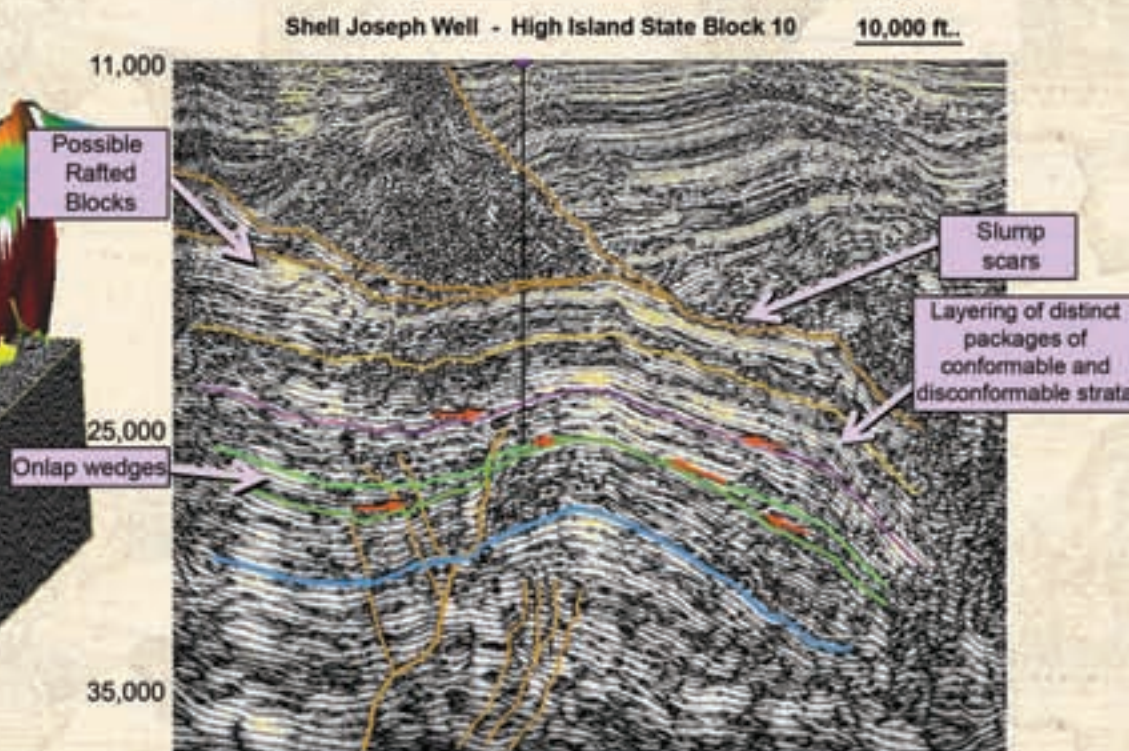 Shell Joseph Well - High Island State Block 10 10,000 ft..
11,000
Possible
Rafted
Blocks
Slump
scars
Layering of distinct
packages of
conformable and
disconformable strata
25,000
Onlap wedges
35,000